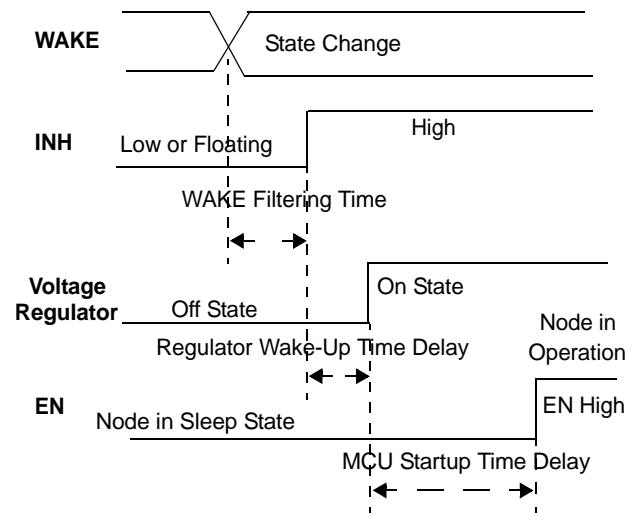 WAKE
State Change
INH
Low or Floating
High
WAKE Filtering Time
Voltage
Regulator
Off State
On State
Regulator Wake-Up Time Delay
Node in
Operation
EN
Node in Sleep State
EN High
MCU Startup Time Delay